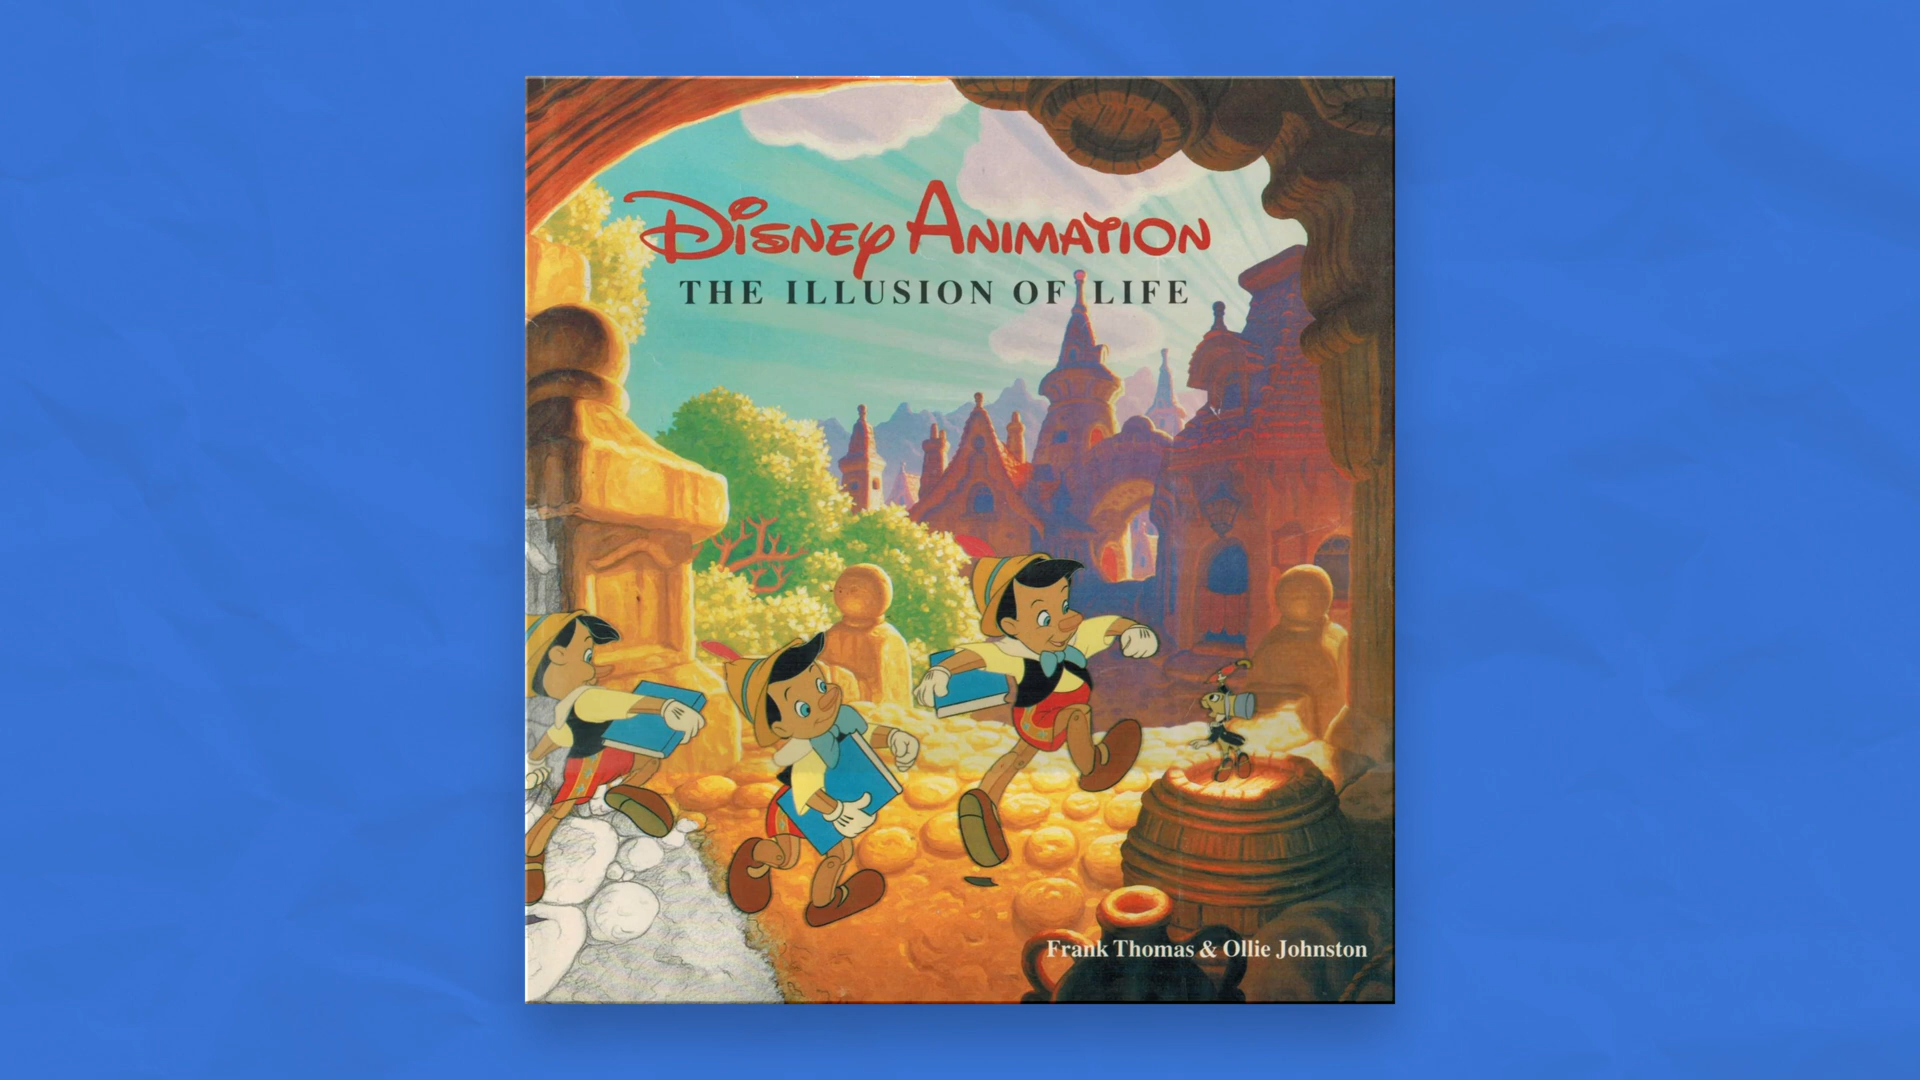 Disney Animation
THE ILLUSION OF LIFE
Frank Thomas & Ollie Johnston